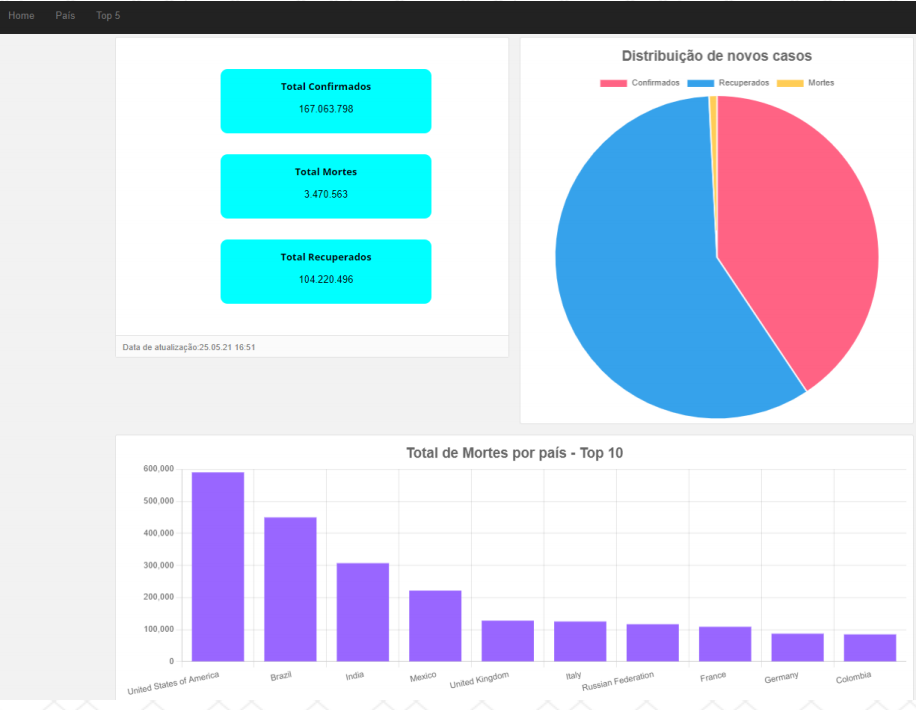 Home País Top 5
Total Confirmados
167.063.798
Total Mortes
3.470.563
Total Recuperados
104.220.496
Data de atualização:25.05.21 16:51
Distribuição de novos casos
Confirmados Recuperados Mortes
Total de Mortes por país - Top 10
600,000
500,000
400,000
300,000
200,000
100,000
0
United States of America Brazil India Mexico United Kingdom Italy Russian Federation France Germany Colombia